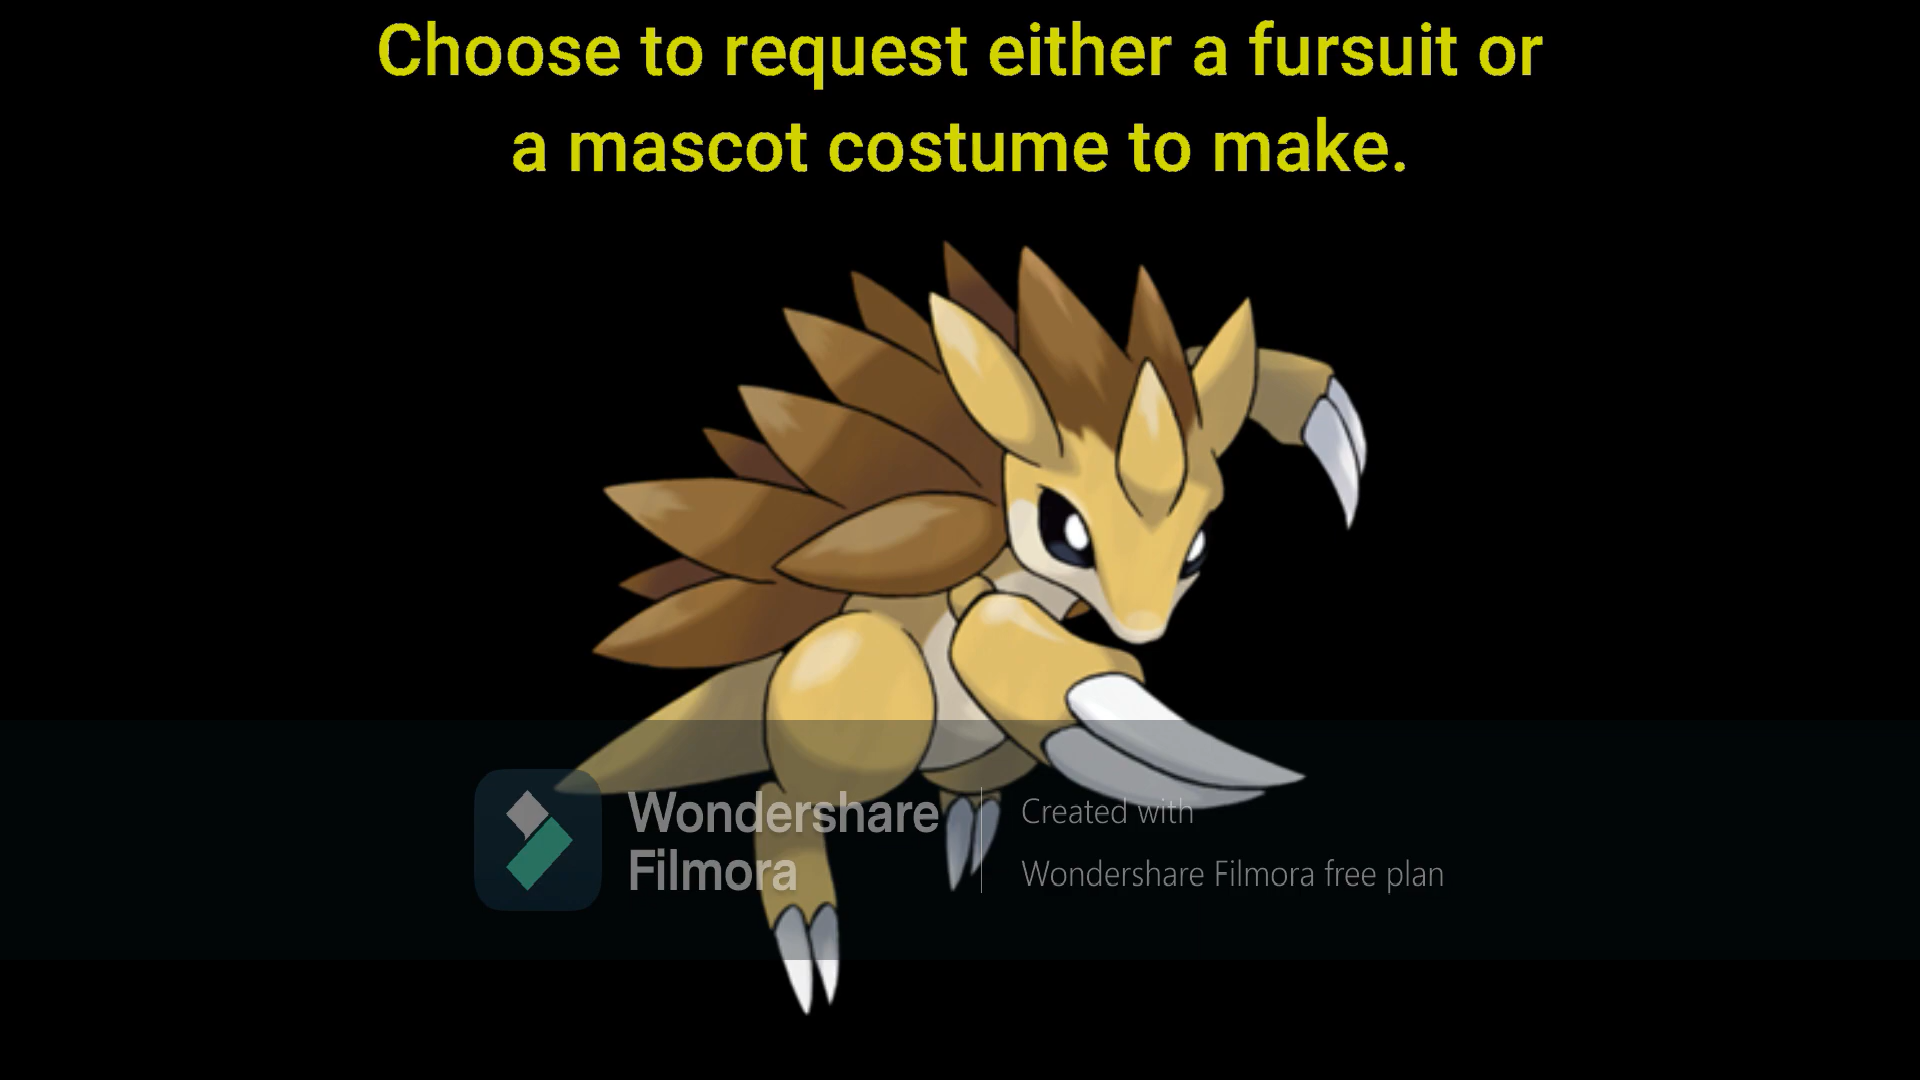 Choose to request either a fursuit or
a mascot costume to make.
Wondershare
Filmora
Created with
Wondershare Filmora free plan